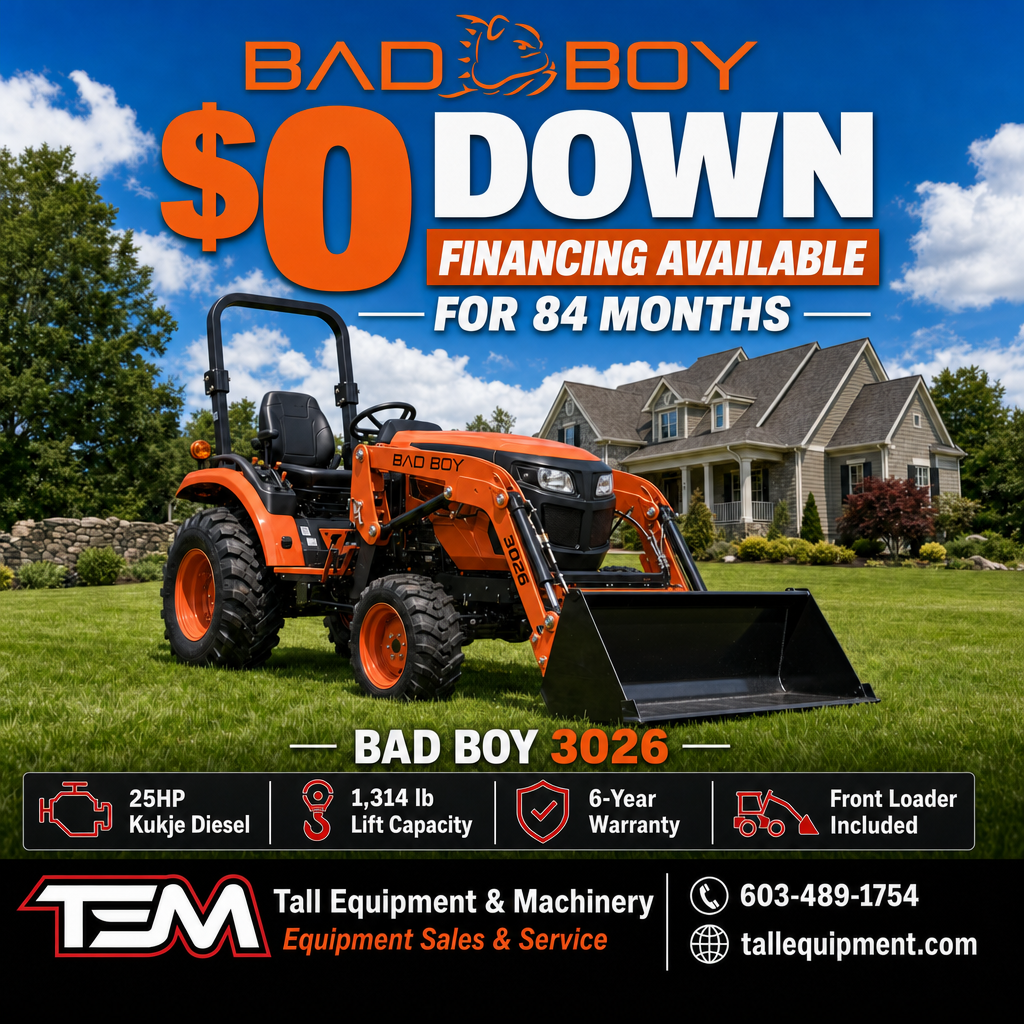 BAD BOY
$0 DOWN
FINANCING AVAILABLE
FOR 84 MONTHS
BAD BOY
3026
BAD BOY 3026
25HP
Kukje Diesel
1,314 lb
Lift Capacity
6-Year
Warranty
Front Loader
Included
TEM
Tall Equipment & Machinery
Equipment Sales & Service
603-489-1754
tallequipment.com